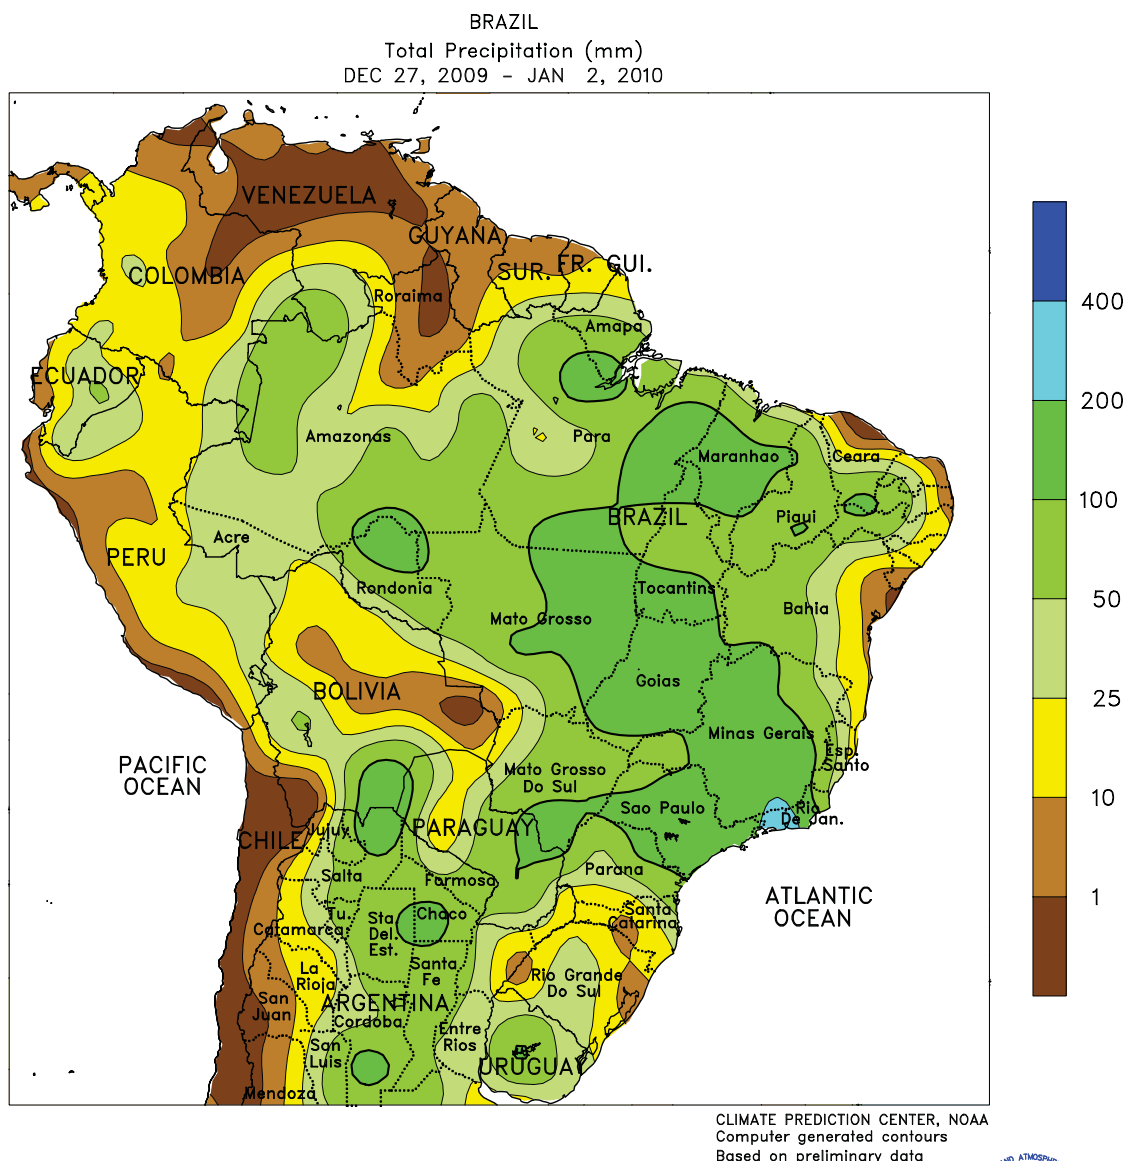 BRAZIL
Total Precipitation (mm)
DEC 27, 2009 - JAN 2, 2010
VENEZUELA
GUYANA
COLOMBIA
SUR.
FR. GUI.
Roraima
Amapa
ECUADOR
Amazonas
Para
Maranhao
Ceara
BRAZIL
Piaui
Acre
PERU
Rondonia
Tocantins
Mato Grosso
Bahia
Goias
BOLIVIA
Minas Gerais
Esp.
Santo
PACIFIC
OCEAN
Mato Grosso
Do Sul
Sao Paulo
Rio
De Jan.
PARAGUAY
Jujuy
CHILE
Salta
Formosa
Parana
ATLANTIC
OCEAN
Tu.
Sta.
Del.
Est.
Chaco
Santa
Catarina
Catamarca
La
Rioja
Santa
Fe
Rio Grande
Do Sul
San
Juan
ARGENTINA
Cordoba
Entre
Rios
San
Luis
URUGUAY
Mendoza
400
200
100
50
25
10
1
CLIMATE PREDICTION CENTER, NOAA
Computer generated contours
Based on preliminary data
AND ATMOSPH